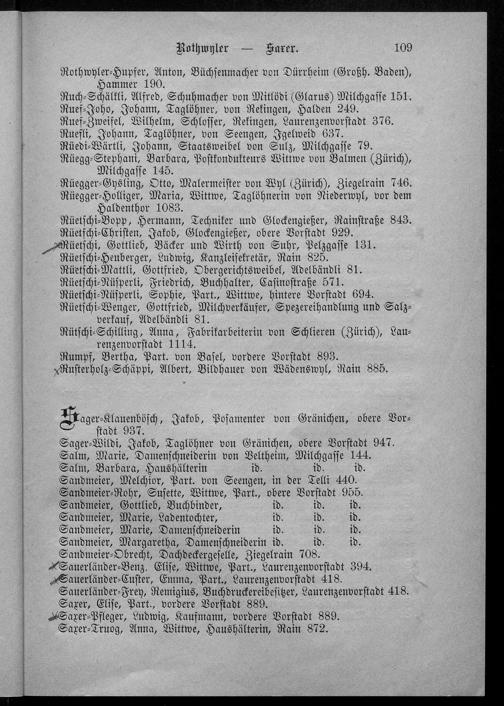 Rothwyler — Saxer. 109
Rothwyler-Hupfer, Anton, Büchsenmacher von Dürrheim (Großh. Baden),
Hammer 190.
Ruch-Schälkli, Alfred, Schuhmacher von Mitlödi (Glarus) Milchgasse 151.
Ruef-Joho, Johann, Taglöhner, von Rekingen, Halden 249.
Ruef-Zweifel, Wilhelm, Schlosser, Rekingen, Laurenzenvorstadt 376.
Ruesli, Johann, Taglöhner, von Seengen, Igelweid 637.
Rüedi-Wärtli, Johann, Staatsweibel von Sulz, Milchgasse 79.
Rüegg-Stephani, Barbara, Postkondukteurs Wittwe von Balmen (Zürich),
Milchgasse 145.
Rüegger-Gysling, Otto, Malermeister von Wyl (Zürich), Ziegelrain 746.
Rüegger-Holliger, Maria, Wittwe, Taglöhnerin von Niederwyl, vor dem
Haldenthor 1083.
Rüetschi-Bopp, Hermann, Techniker und Glockengießer, Rainstraße 843.
Rüetschi-Christen, Jakob, Glockengießer, obere Vorstadt 929.
Rüetschi, Gottlieb, Bäcker und Wirth von Suhr, Pelzgasse 131.
Rüetschi-Henberger, Ludwig, Kanzleisekretär, Rain 825.
Rüetschi-Mattli, Gottfried, Obergerichtsweibel, Adelbändli 81.
Rüetschi-Nüsperli, Friedrich, Buchhalter, Casinostraße 571.
Rüetschi-Nüsperli, Sophie, Part., Wittwe, hintere Vorstadt 694.
Rüetschi-Wenger, Gottfried, Milchverkäufer, Spezereihandlung und Salz-
verkauf, Adelbändli 81.
Rütschi-Schilling, Anna, Fabrikarbeiterin von Schlieren (Zürich), Lau-
renzenvorstadt 1114.
Rumpf, Bertha, Part. von Basel, vordere Vorstadt 893.
Rusterholz-Schäppi, Albert, Bildhauer von Wädenswyl, Rain 885.
Sager-Klauenbösch, Jakob, Posamenter von Gränichen, obere Vor-
stadt 937.
Sager-Wildi, Jakob, Taglöhner von Gränichen, obere Vorstadt 947.
Salm, Marie, Damenschneiderin von Veltheim, Milchgasse 144.
Salm, Barbara, Haushälterin id. id. id.
Sandmeier, Melchior, Part. von Seengen, in der Telli 440.
Sandmeier-Rohr, Susette, Wittwe, Part., obere Vorstadt 955.
Sandmeier, Gottlieb, Buchbinder, id. id. id.
Sandmeier, Marie, Ladentochter, id. id. id.
Sandmeier, Marie, Damenschneiderin id. id. id.
Sandmeier, Margaretha, Damenschneiderin id. id. id.
Sandmeier-Obrecht, Dachdeckergeselle, Ziegelrain 708.
Sauerländer-Benz. Elise, Wittwe, Part., Laurenzenvorstadt 394.
Sauerländer-Custer, Emma, Part., Laurenzenvorstadt 418.
Sauerländer-Frey, Remigius, Buchdruckereibesitzer, Laurenzenvorstadt 418.
Saxer, Elise, Part., vordere Vorstadt 889.
Saxer-Pfleger, Ludwig, Kaufmann, vordere Vorstadt 889.
Saxer-Truog, Anna, Wittwe, Haushälterin, Rain 872.